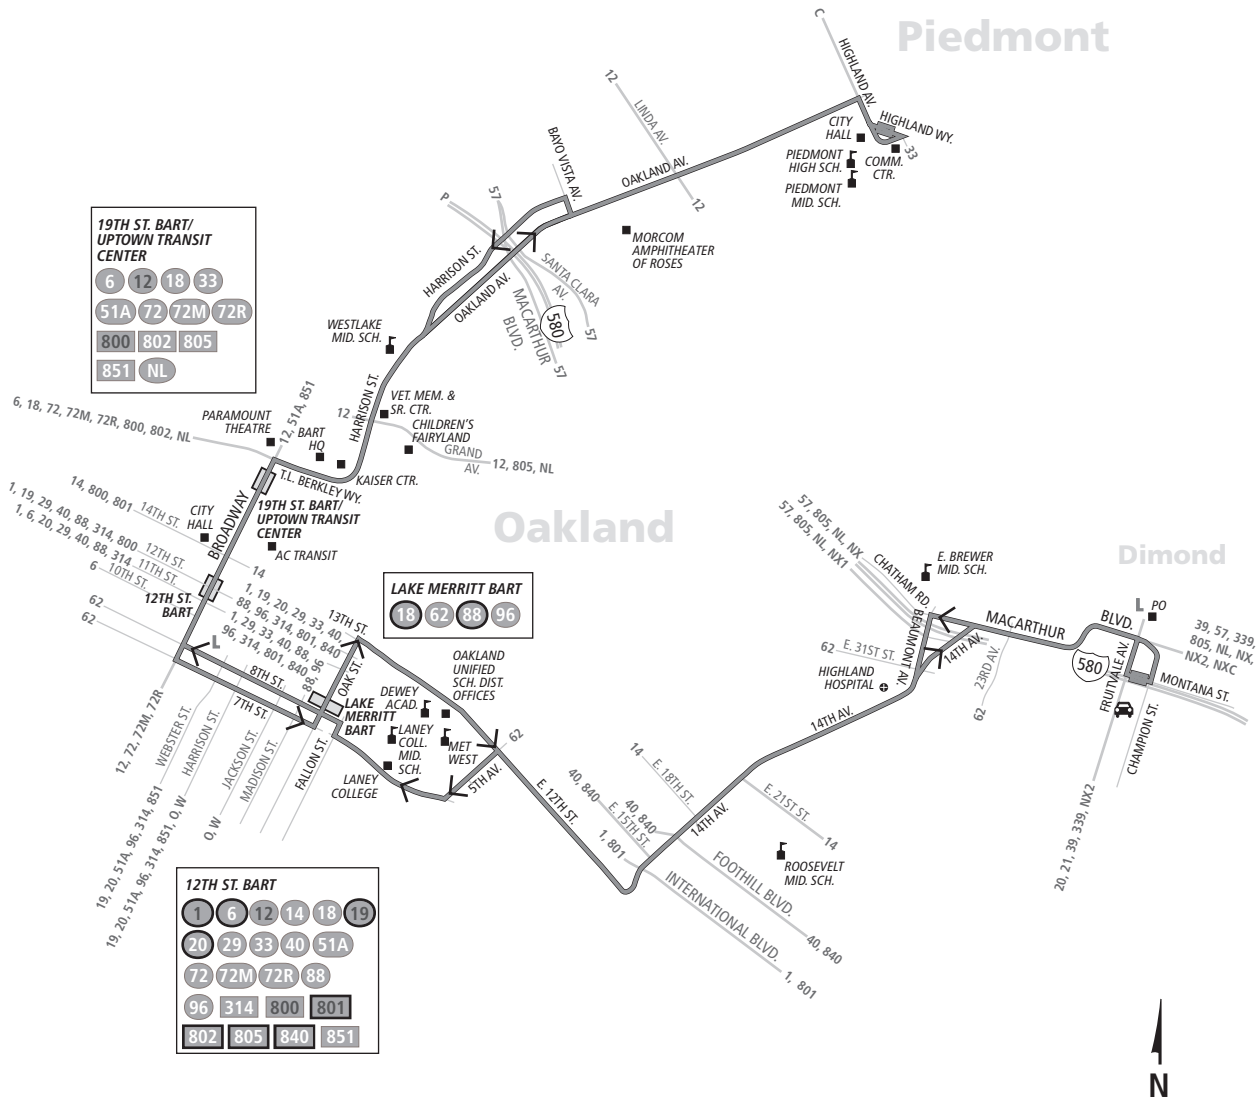 Piedmont
C
HIGHLAND AV.
HIGHLAND WY.
33
CITY
HALL
PIEDMONT
HIGH SCH.
PIEDMONT
MID. SCH.
COMM.
CTR.
12
LINDA AV.
12
OAKLAND AV.
BAYO VISTA AV.
57
P
MORCOM
AMPHITHEATER
OF ROSES
HARRISON ST.
OAKLAND AV.
SANTA CLARA
AV.
MACARTHUR
BLVD.
580
57
57
19TH ST. BART/
UPTOWN TRANSIT
CENTER
6 12 18 33
51A 72 72M 72R
800 802 805
851 NL
WESTLAKE
MID. SCH.
HARRISON ST.
VET. MEM. &
SR. CTR.
CHILDREN'S
FAIRYLAND
12
GRAND
AV.
12, 805, NL
6, 18, 72, 72M, 72R, 800, 802, NL
PARAMOUNT
THEATRE
12, 51A, 851
BART
HQ
KAISER CTR.
T.L. BERKLEY WY.
19TH ST. BART/
UPTOWN TRANSIT
CENTER
AC TRANSIT
BROADWAY
CITY
HALL
14, 800, 801
14TH ST.
14
1, 19, 29, 40, 88, 314, 800
12TH ST.
1, 6, 20, 29, 40, 88, 314
11TH ST.
6
10TH ST.
12TH ST.
BART
62
62
L
Oakland
LAKE MERRITT BART
18 62 88 96
1, 19, 20, 29, 33, 40,
88, 96, 314, 801, 840
1, 29, 33, 40, 88,
96, 314, 801, 840
88, 96
13TH ST.
OAK ST.
8TH ST.
7TH ST.
LAKE
MERRITT
BART
OAKLAND
UNIFIED
SCH. DIST.
OFFICES
DEWEY
ACAD.
LANEY
COLL.
MID.
SCH.
MET
WEST
LANEY
COLLEGE
62
5TH AV.
E. 12TH ST.
12, 72, 72M, 72R
WEBSTER ST.
HARRISON ST.
JACKSON ST.
MADISON ST.
FALLON ST.
19, 20, 51A, 96, 314, 851
19, 20, 51A, 96, 314, 851, O, W
O, W
12TH ST. BART
1 6 12 14 18 19
20 29 33 40 51A
72 72M 72R 88
96 314 800 801
802 805 840 851
14
E. 18TH ST.
40, 840
E. 15TH ST.
40, 840
1, 801
14TH AV.
E. 21ST ST.
14
ROOSEVELT
MID. SCH.
FOOTHILL BLVD.
40, 840
INTERNATIONAL BLVD.
1, 801
14TH AV.
57, 805, NL, NX
57, 805, NL, NX1
CHATHAM RD.
E. BREWER
MID. SCH.
BEAUMONT AV.
62
E. 31ST ST.
HIGHLAND
HOSPITAL
14TH AV.
23RD AV.
62
MACARTHUR
BLVD.
Dimond
L
PO
39, 57, 339,
805, NL, NX,
NX2, NXC
580
FRUITVALE AV.
MONTANA ST.
CHAMPION ST.
20, 21, 39, 339, NX2
N